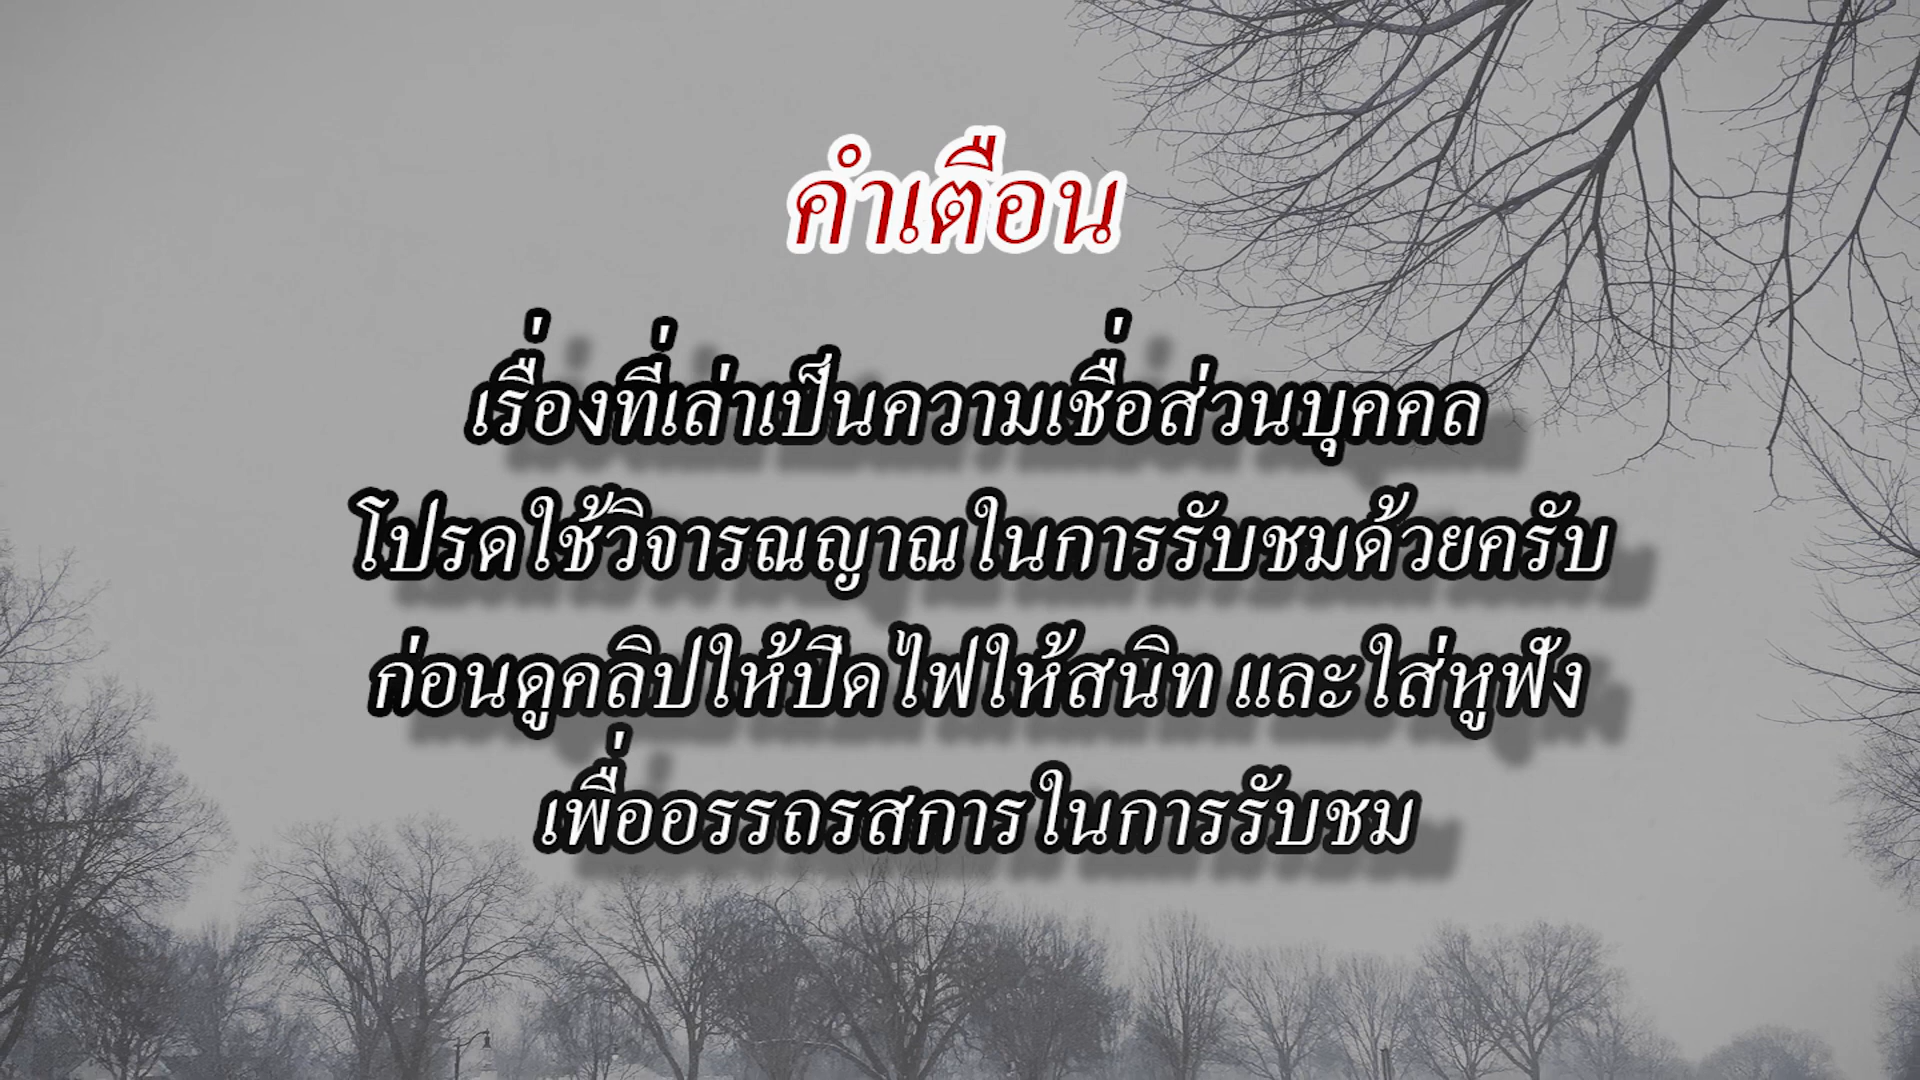 คำเตือน
เรื่องที่เล่าเป็นความเชื่อส่วนบุคคล
โปรดใช้วิจารณญาณในการรับชมด้วยครับ
ก่อนดูคลิปให้ปิดไฟให้สนิท และใส่หูฟัง
เพื่ออรรถรสการในการรับชม